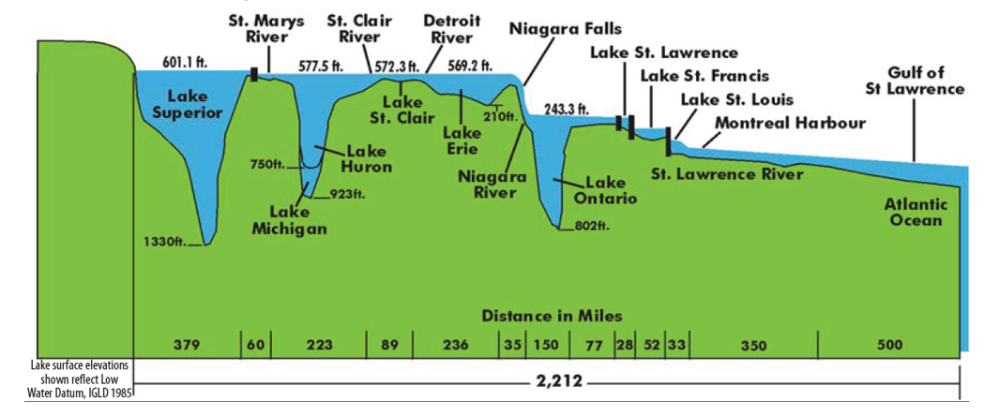 St. Marys
River
St. Clair
River
Detroit
River
Niagara Falls
Lake St. Lawrence
Lake St. Francis
Lake St. Louis
Montreal Harbour
Gulf of
St Lawrence
601.1 ft.
577.5 ft.
572.3 ft.
569.2 ft.
243.3 ft.
Lake
Superior
Lake
St. Clair
210ft.
Lake
Erie
Lake
Huron
750ft.
923ft.
Lake
Michigan
Niagara
River
Lake
Ontario
802ft.
St. Lawrence River
Atlantic
Ocean
1330ft.
Distance in Miles
379 60 223 89 236 35 150 77 28 52 33 350 500
Lake surface elevations
shown reflect Low
Water Datum, IGLD 1985
2,212